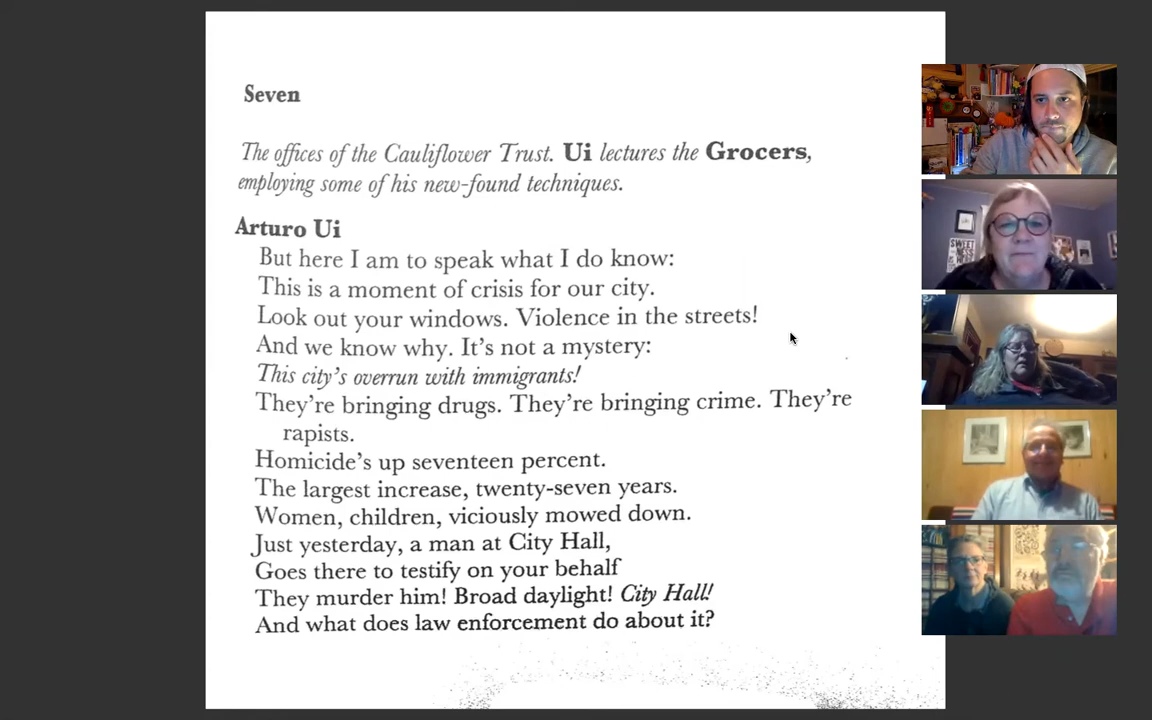 Seven
The offices of the Cauliflower Trust. Ui lectures the Grocers,
employing some of his new-found techniques.
Arturo Ui
But here I am to speak what I do know:
This is a moment of crisis for our city.
Look out your windows. Violence in the streets!
And we know why. It's not a mystery:
This city's overrun with immigrants!
They're bringing drugs. They're bringing crime. They're
rapists.
Homicide's up seventeen percent.
The largest increase, twenty-seven years.
Women, children, viciously mowed down.
Just yesterday, a man at City Hall,
Goes there to testify on your behalf
They murder him! Broad daylight! City Hall!
And what does law enforcement do about it?
SWEET